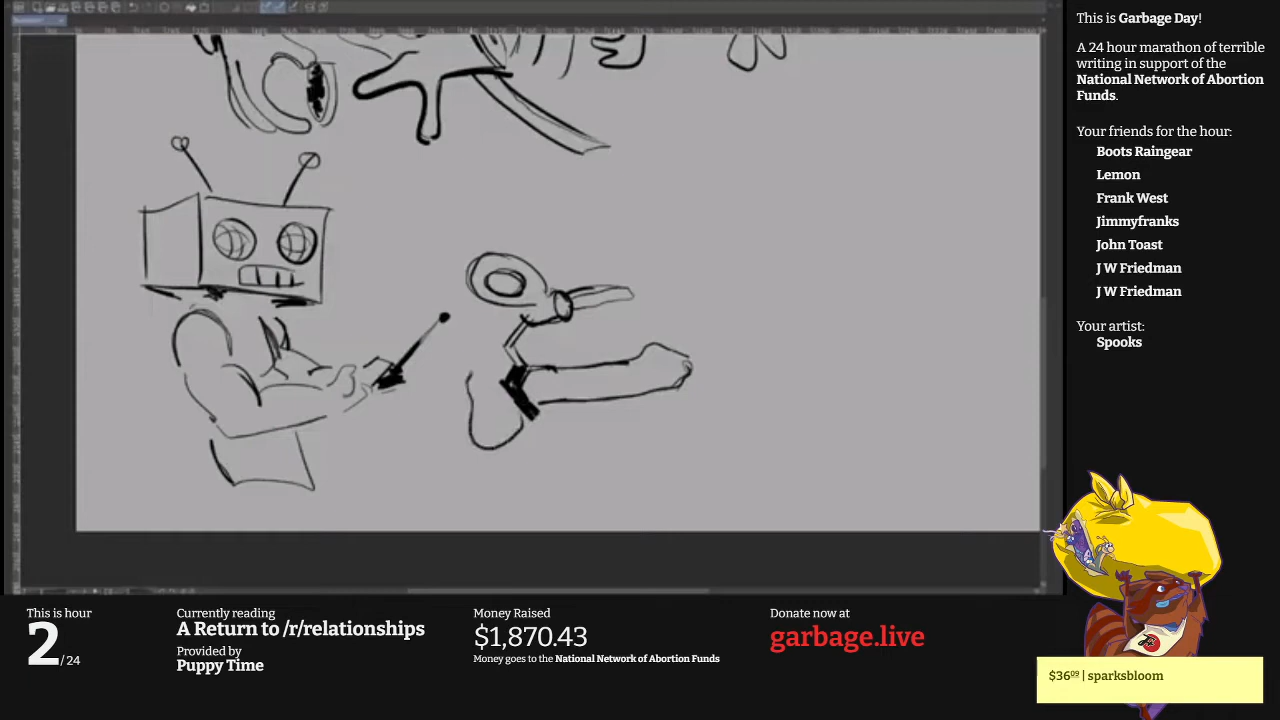 This is Garbage Day!
A 24 hour marathon of terrible
writing in support of the
National Network of Abortion
Funds.
Your friends for the hour:
Boots Raingear
Lemon
Frank West
Jimmyfranks
John Toast
J W Friedman
J W Friedman
Your artist:
Spooks
This is hour
2/24
Currently reading
A Return to /r/relationships
Provided by
Puppy Time
Money Raised
$1,870.43
Money goes to the National Network of Abortion Funds
Donate now at
garbage.live
$36.09 | sparksbloom